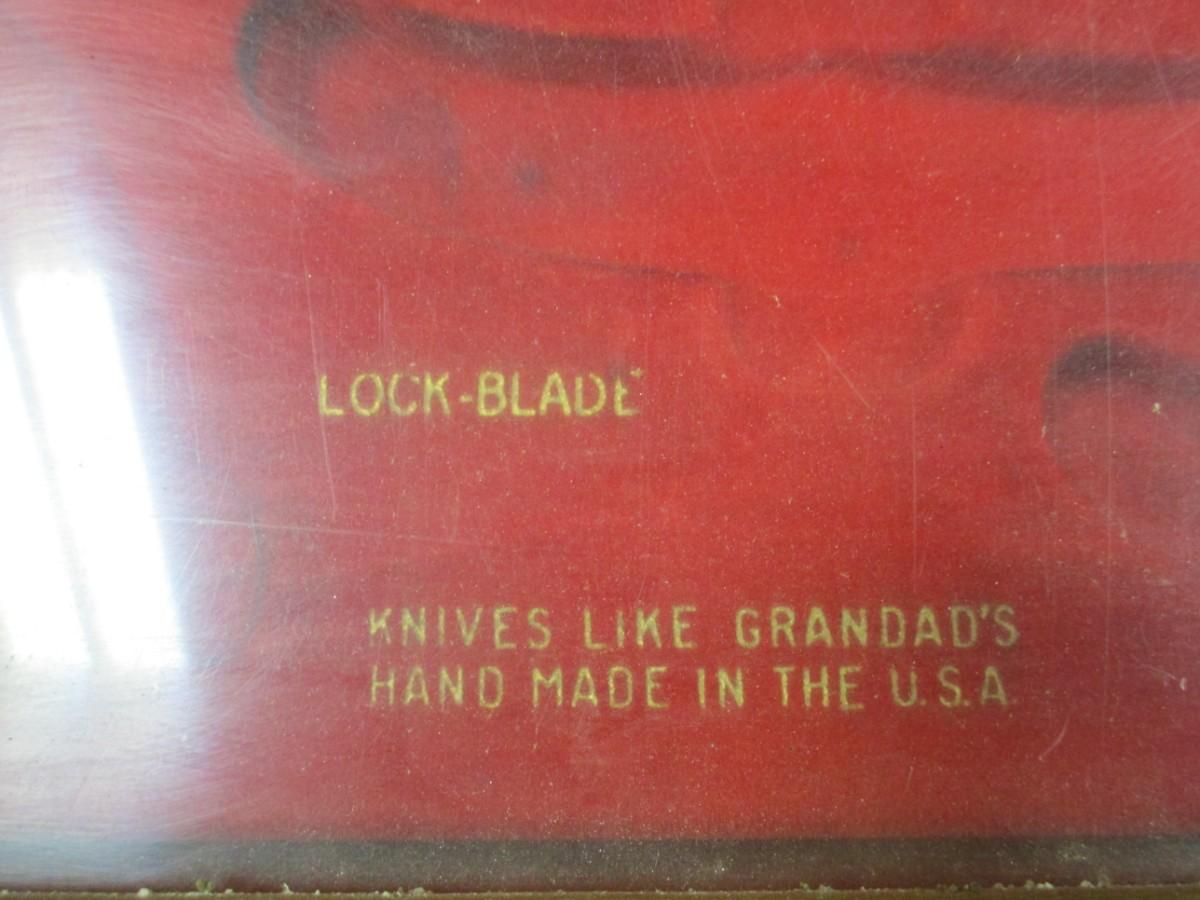 LOCK-BLADE
KNIVES LIKE GRANDAD'S
HAND MADE IN THE U.S.A.